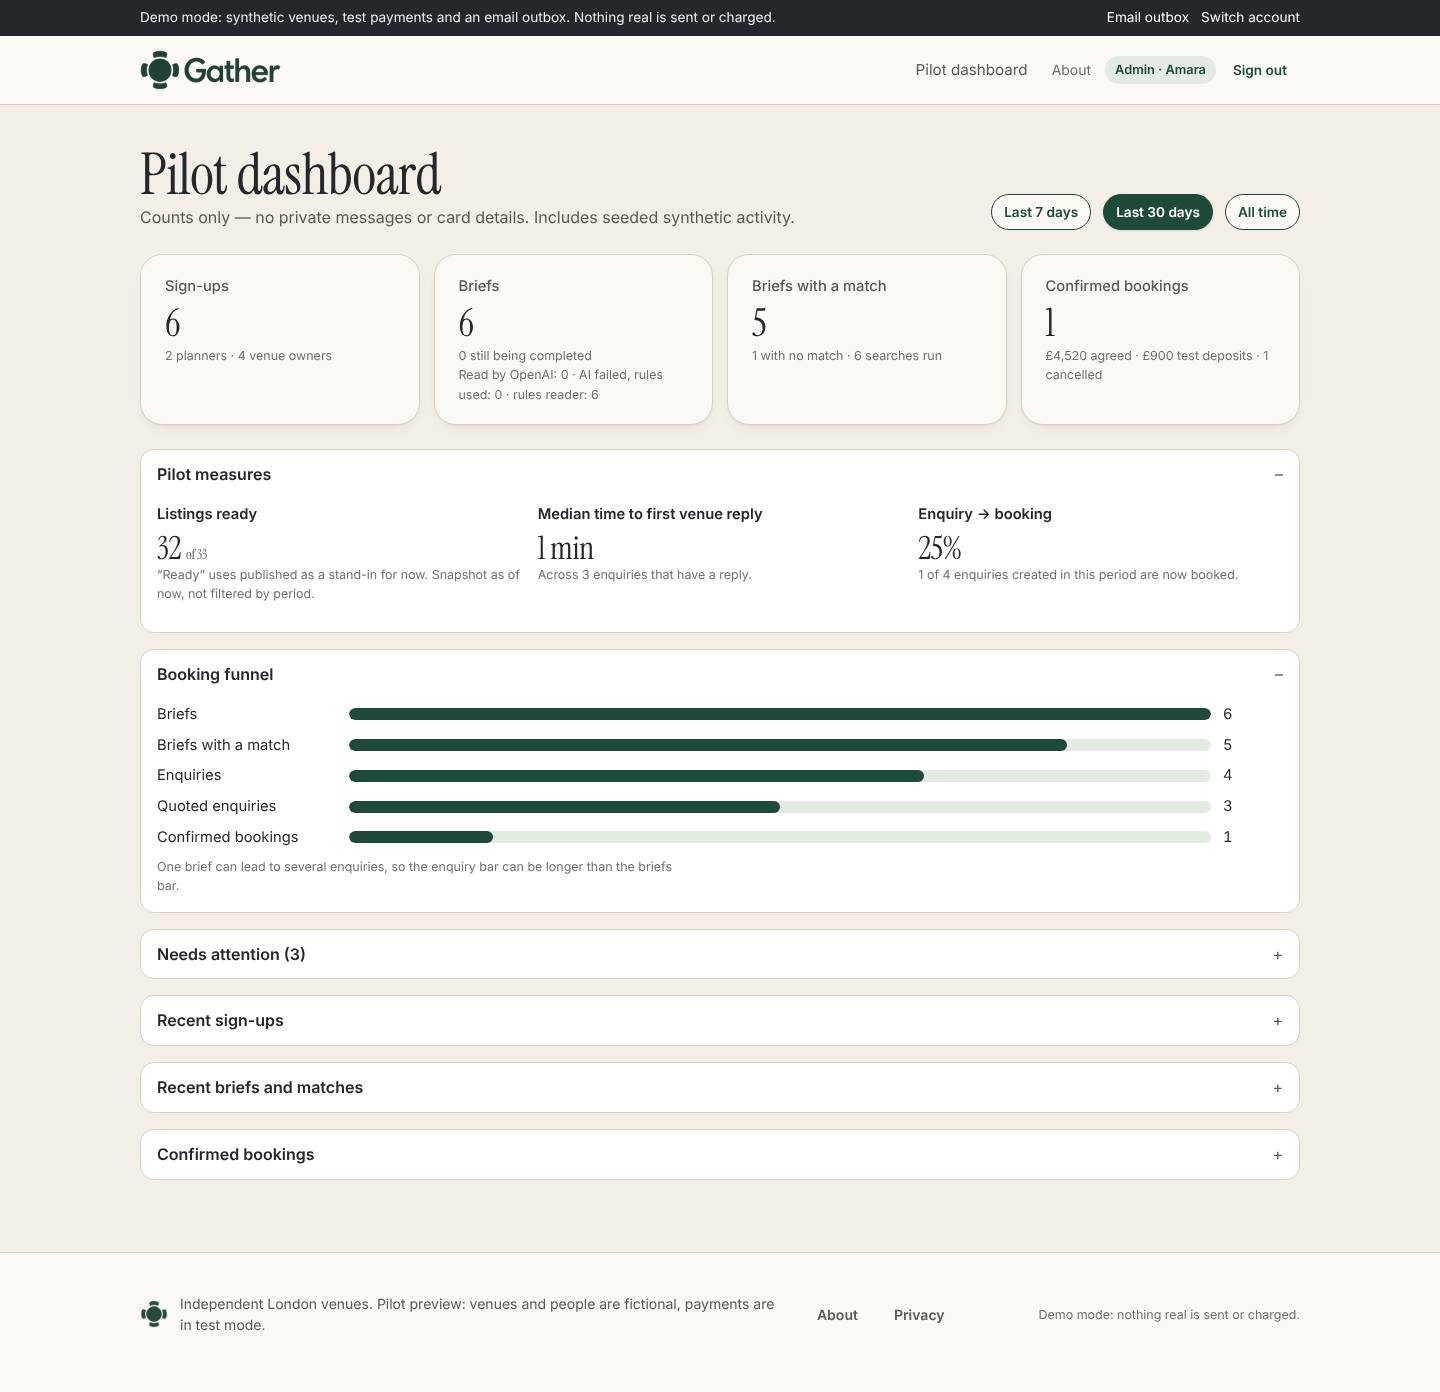 Demo mode: synthetic venues, test payments and an email outbox. Nothing real is sent or charged.
Email outbox Switch account
Gather
Pilot dashboard About Admin · Amara Sign out
Pilot dashboard
Counts only — no private messages or card details. Includes seeded synthetic activity.
Last 7 days Last 30 days All time
Sign-ups
6
2 planners · 4 venue owners
Briefs
6
0 still being completed
Read by OpenAI: 0 · AI failed, rules
used: 0 · rules reader: 6
Briefs with a match
5
1 with no match · 6 searches run
Confirmed bookings
1
£4,520 agreed · £900 test deposits · 1
cancelled
Pilot measures −
Listings ready
32 of 33
“Ready” uses published as a stand-in for now. Snapshot as of
now, not filtered by period.
Median time to first venue reply
1 min
Across 3 enquiries that have a reply.
Enquiry → booking
25%
1 of 4 enquiries created in this period are now booked.
Booking funnel −
Briefs 6
Briefs with a match 5
Enquiries 4
Quoted enquiries 3
Confirmed bookings 1
One brief can lead to several enquiries, so the enquiry bar can be longer than the briefs
bar.
Needs attention (3) +
Recent sign-ups +
Recent briefs and matches +
Confirmed bookings +
Independent London venues. Pilot preview: venues and people are fictional, payments are
in test mode.
About Privacy
Demo mode: nothing real is sent or charged.